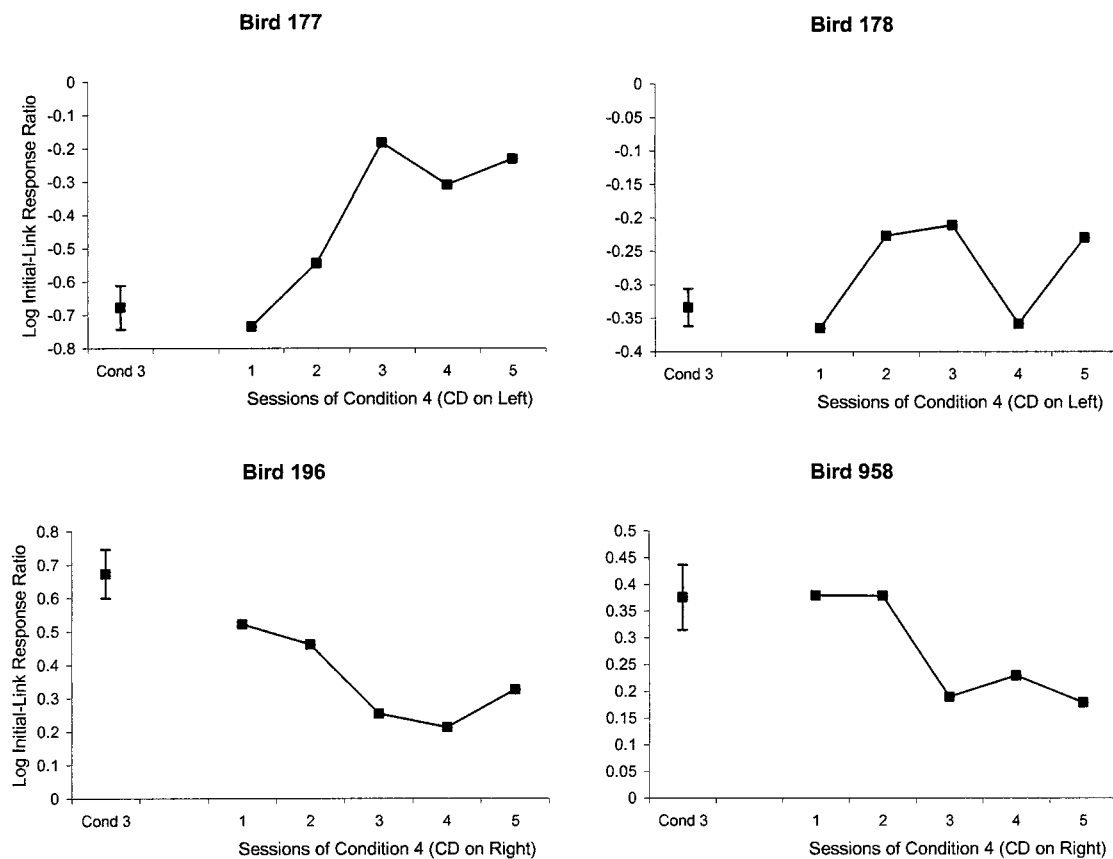 Bird 177
Log Initial-Link Response Ratio
0
-0.1
-0.2
-0.3
-0.4
-0.5
-0.6
-0.7
-0.8
Cond 3 1 2 3 4 5
Sessions of Condition 4 (CD on Left)
Bird 178
0
-0.05
-0.1
-0.15
-0.2
-0.25
-0.3
-0.35
-0.4
Cond 3 1 2 3 4 5
Sessions of Condition 4 (CD on Left)
Bird 196
Log Initial-Link Response Ratio
0.8
0.7
0.6
0.5
0.4
0.3
0.2
0.1
0
Cond 3 1 2 3 4 5
Sessions of Condition 4 (CD on Right)
Bird 958
0.5
0.45
0.4
0.35
0.3
0.25
0.2
0.15
0.1
0.05
0
Cond 3 1 2 3 4 5
Sessions of Condition 4 (CD on Right)